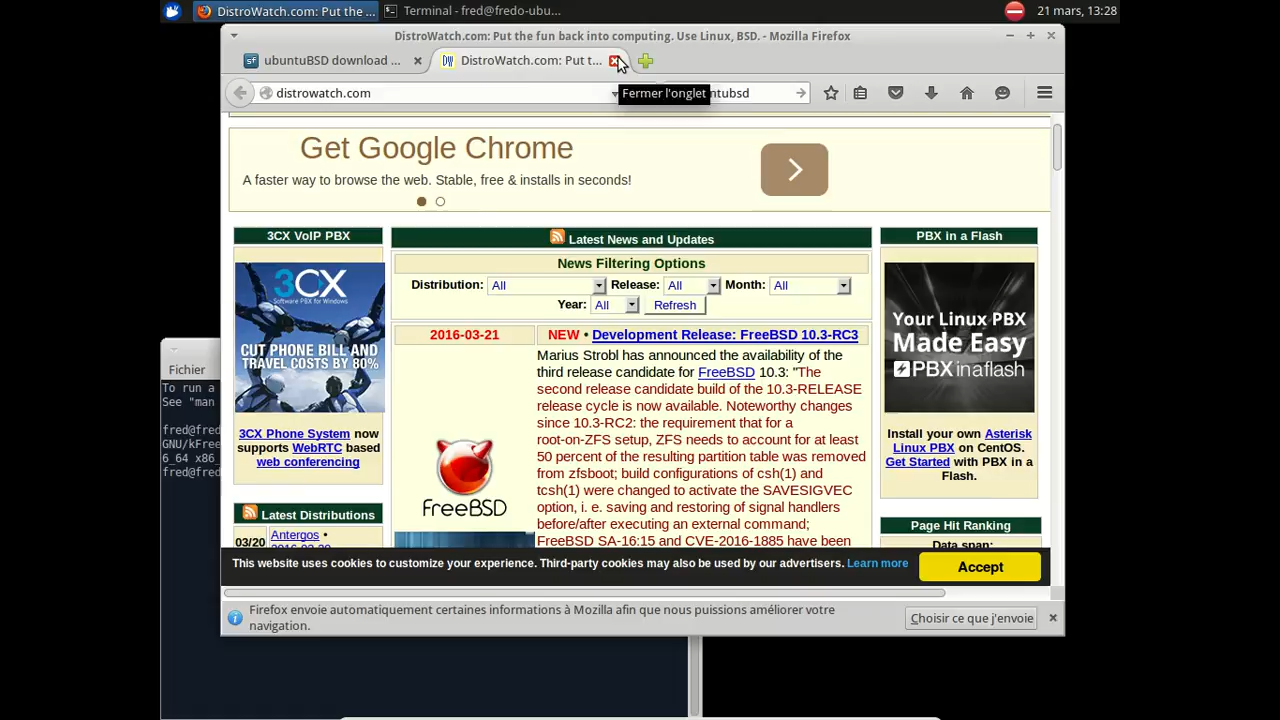 DistroWatch.com: Put the ...
Terminal - fred@fredo-ubu...
21 mars, 13:28
DistroWatch.com: Put the fun back into computing. Use Linux, BSD. - Mozilla Firefox
ubuntuBSD download ...
DistroWatch.com: Put t...
distrowatch.com
Fermer l'onglet
ntubsd
Get Google Chrome
A faster way to browse the web. Stable, free & installs in seconds!
3CX VoIP PBX
3CX
Software PBX for Windows
CUT PHONE BILL AND
TRAVEL COSTS BY 80%
3CX Phone System now
supports WebRTC based
web conferencing
Latest Distributions
03/20
Antergos •
Latest News and Updates
News Filtering Options
Distribution: All Release: All Month: All
Year: All Refresh
2016-03-21
NEW • Development Release: FreeBSD 10.3-RC3
Marius Strobl has announced the availability of the
third release candidate for FreeBSD 10.3: "The
second release candidate build of the 10.3-RELEASE
release cycle is now available. Noteworthy changes
since 10.3-RC2: the requirement that for a
root-on-ZFS setup, ZFS needs to account for at least
50 percent of the resulting partition table was removed
from zfsboot; build configurations of csh(1) and
tcsh(1) were changed to activate the SAVESIGVEC
option, i. e. saving and restoring of signal handlers
before/after executing an external command;
FreeBSD SA-16:15 and CVE-2016-1885 have been
FreeBSD
PBX in a Flash
Your Linux PBX
Made Easy
PBXinaflash
Install your own Asterisk
Linux PBX on CentOS.
Get Started with PBX in a
Flash.
Page Hit Ranking
Data span:
This website uses cookies to customize your experience. Third-party cookies may also be used by our advertisers. Learn more
Accept
Firefox envoie automatiquement certaines informations à Mozilla afin que nous puissions améliorer votre
navigation.
Choisir ce que j'envoie
Fichier
To run a
See "man
fred@fred
GNU/kFree
6_64 x86_
fred@fred